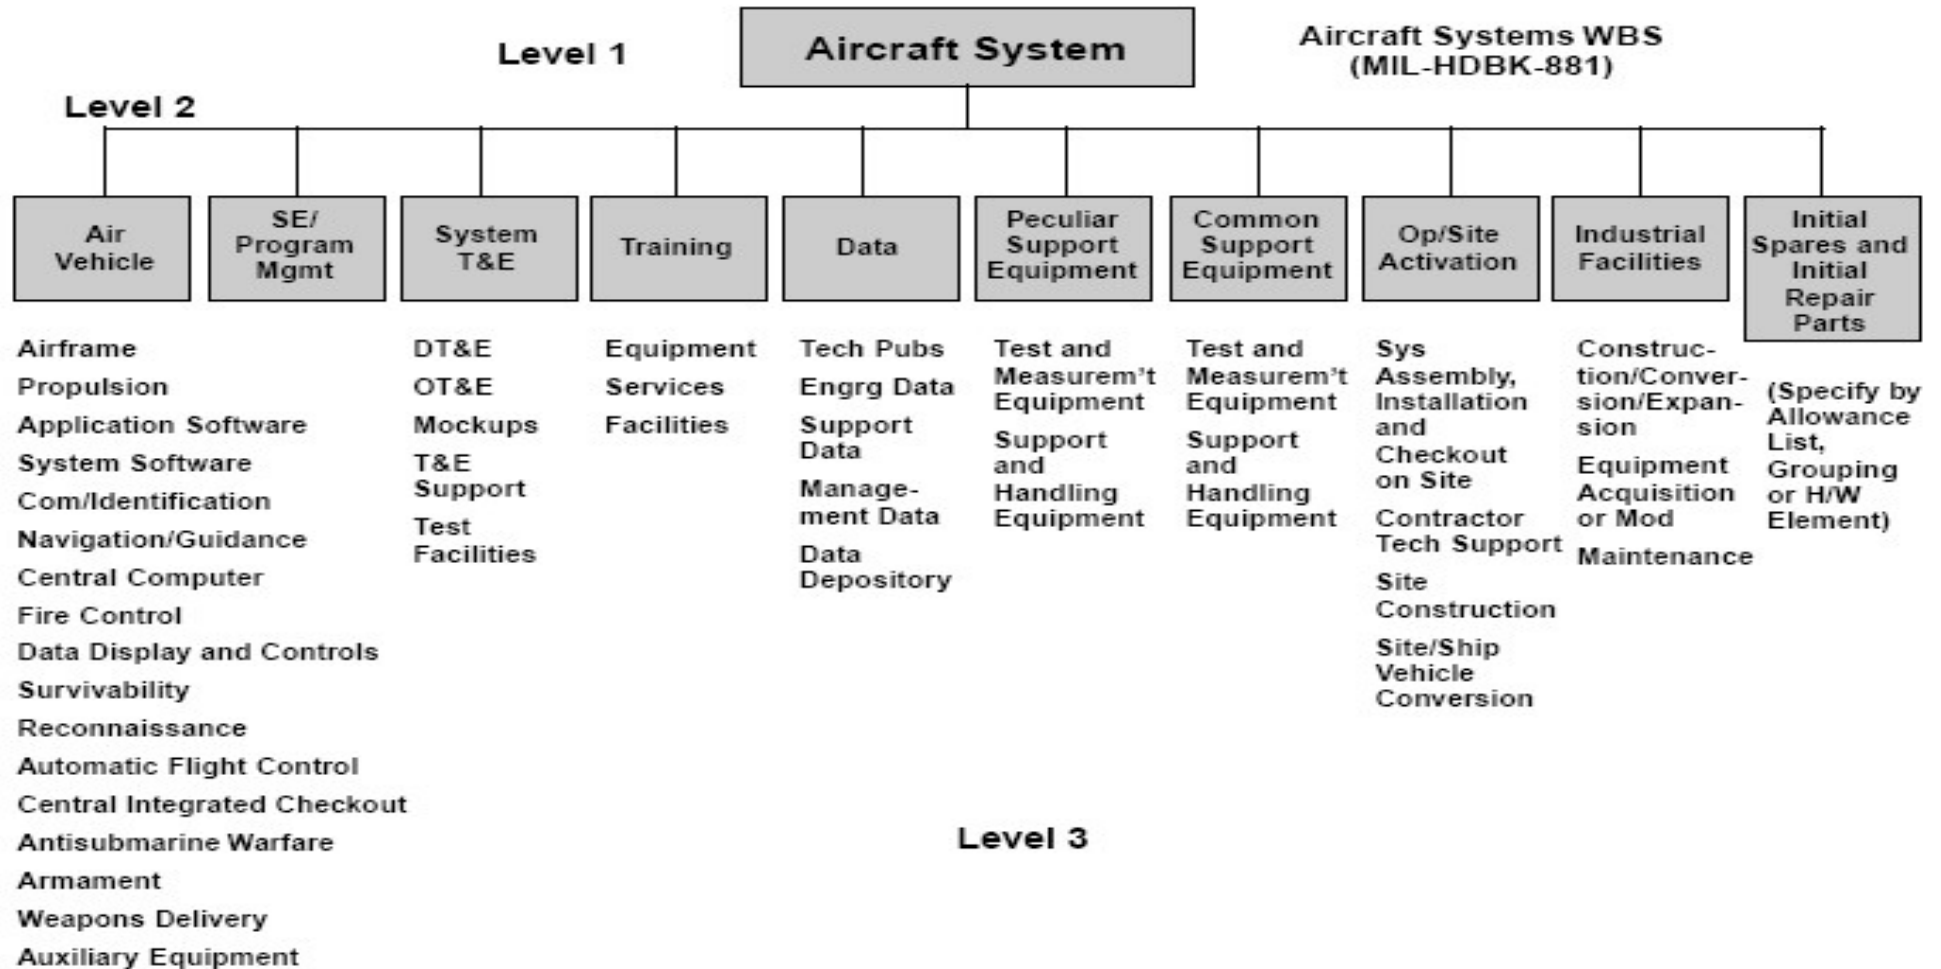 Level 1
Aircraft System
Aircraft Systems WBS
(MIL-HDBK-881)
Level 2
Air
Vehicle
SE/
Program
Mgmt
System
T&E
Training
Data
Peculiar
Support
Equipment
Common
Support
Equipment
Op/Site
Activation
Industrial
Facilities
Initial
Spares and
Initial
Repair
Parts
Airframe
Propulsion
Application Software
System Software
Com/Identification
Navigation/Guidance
Central Computer
Fire Control
Data Display and Controls
Survivability
Reconnaissance
Automatic Flight Control
Central Integrated Checkout
Antisubmarine Warfare
Armament
Weapons Delivery
Auxiliary Equipment
DT&E
OT&E
Mockups
T&E
Support
Test
Facilities
Equipment
Services
Facilities
Tech Pubs
Engrg Data
Support
Data
Manage-
ment Data
Data
Depository
Test and
Measurem't
Equipment
Support
and
Handling
Equipment
Test and
Measurem't
Equipment
Support
and
Handling
Equipment
Sys
Assembly,
Installation
and
Checkout
on Site
Contractor
Tech Support
Site
Construction
Site/Ship
Vehicle
Conversion
Construc-
tion/Conver-
sion/Expan-
sion
Equipment
Acquisition
or Mod
Maintenance
(Specify by
Allowance
List,
Grouping
or H/W
Element)
Level 3